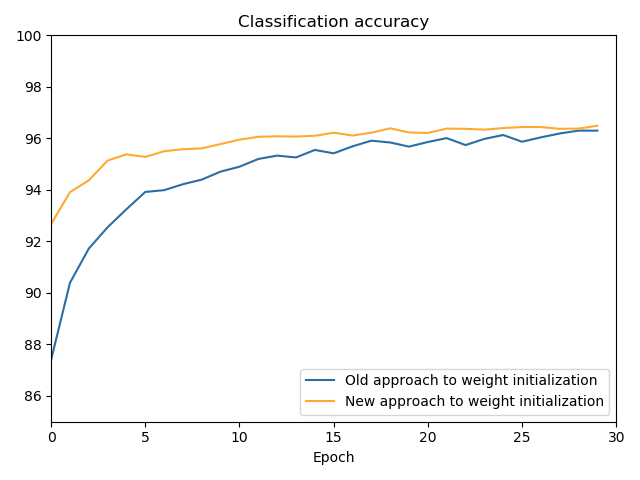 Classification accuracy
100
98
96
94
92
90
88
86
0 5 10 15 20 25 30
Epoch
Old approach to weight initialization
New approach to weight initialization